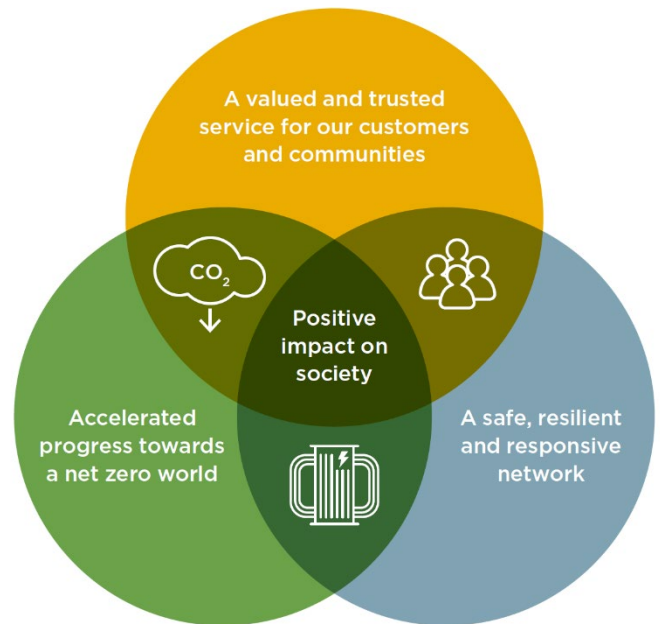 A valued and trusted
service for our customers
and communities
CO₂
Positive
impact on
society
Accelerated
progress towards
a net zero world
A safe, resilient
and responsive
network